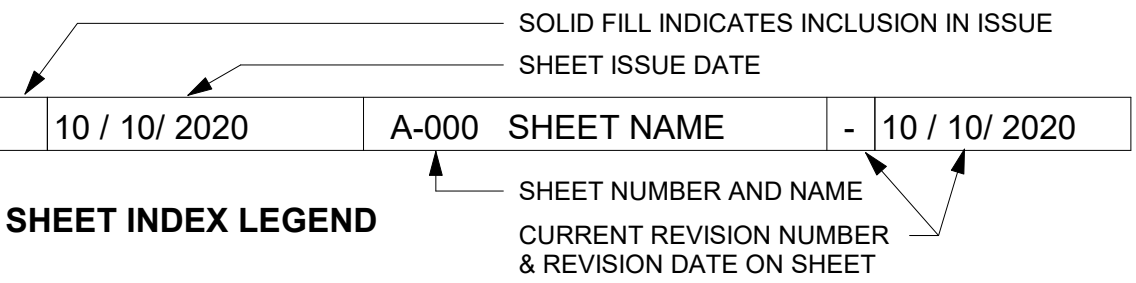 SOLID FILL INDICATES INCLUSION IN ISSUE
SHEET ISSUE DATE
10 / 10/ 2020 A-000 SHEET NAME - 10 / 10/ 2020
SHEET NUMBER AND NAME
SHEET INDEX LEGEND
CURRENT REVISION NUMBER
& REVISION DATE ON SHEET